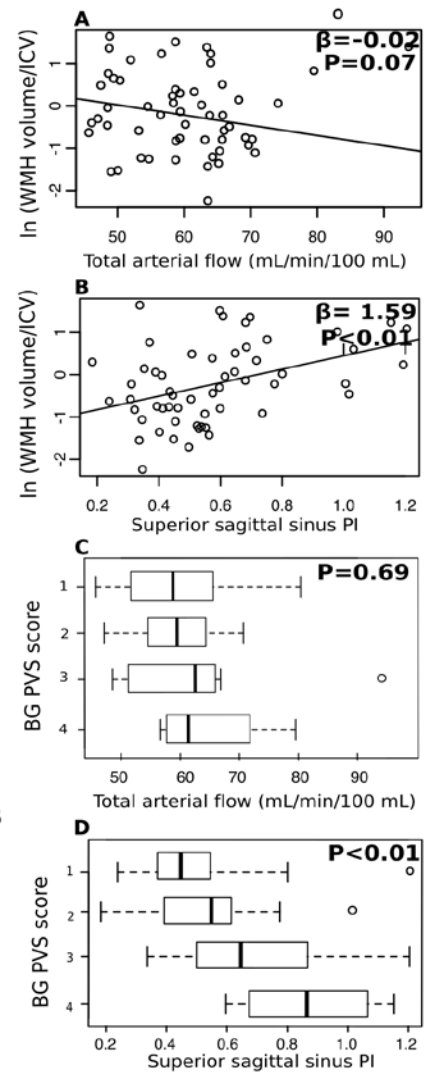 A
β=-0.02
P=0.07
ln (WMH volume/ICV)
1
0
-1
-2
50 60 70 80 90
Total arterial flow (mL/min/100 mL)
B
β= 1.59
P<0.01
ln (WMH volume/ICV)
1
0
-1
-2
0.2 0.4 0.6 0.8 1.0 1.2
Superior sagittal sinus PI
C
P=0.69
BG PVS score
1
2
3
4
50 60 70 80 90
Total arterial flow (mL/min/100 mL)
D
P<0.01
BG PVS score
1
2
3
4
0.2 0.4 0.6 0.8 1.0 1.2
Superior sagittal sinus PI